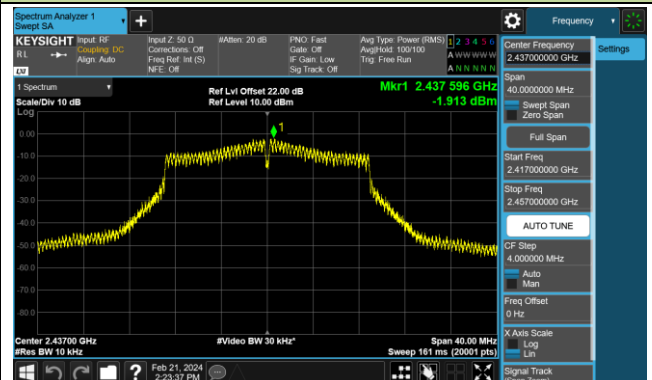 Spectrum Analyzer 1
Swept SA
Frequency
KEYSIGHT
RL
LXI
Input: RF
Coupling: DC
Align: Auto
Input Z: 50 Ω
Corrections: Off
Freq Ref: Int (S)
NFE: Off
#Atten: 20 dB
PNO: Fast
Gate: Off
IF Gain: Low
Sig Track: Off
Avg Type: Power (RMS)
Avg|Hold: 100/100
Trig: Free Run
1 2 3 4 5 6
A W W W W W
A N N N N N
1 Spectrum
Scale/Div 10 dB
Log
Ref Lvl Offset 22.00 dB
Ref Level 10.00 dBm
Mkr1 2.437 596 GHz
-1.913 dBm
1
0.00
-10.0
-20.0
-30.0
-40.0
-50.0
-60.0
-70.0
-80.0
Center 2.43700 GHz
#Res BW 10 kHz
#Video BW 30 kHz*
Span 40.00 MHz
Sweep 161 ms (20001 pts)
Feb 21, 2024
2:23:37 PM
Center Frequency
2.437000000 GHz
Settings
Span
40.0000000 MHz
Swept Span
Zero Span
Full Span
Start Freq
2.417000000 GHz
Stop Freq
2.457000000 GHz
AUTO TUNE
CF Step
4.000000 MHz
Auto
Man
Freq Offset
0 Hz
X Axis Scale
Log
Lin
Signal Track